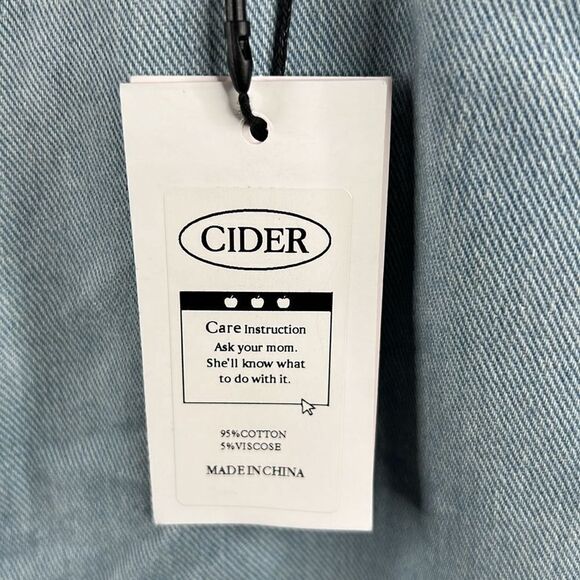 CIDER
Care Instruction
Ask your mom.
She'll know what
to do with it.
95%COTTON
5%VISCOSE
MADE IN CHINA